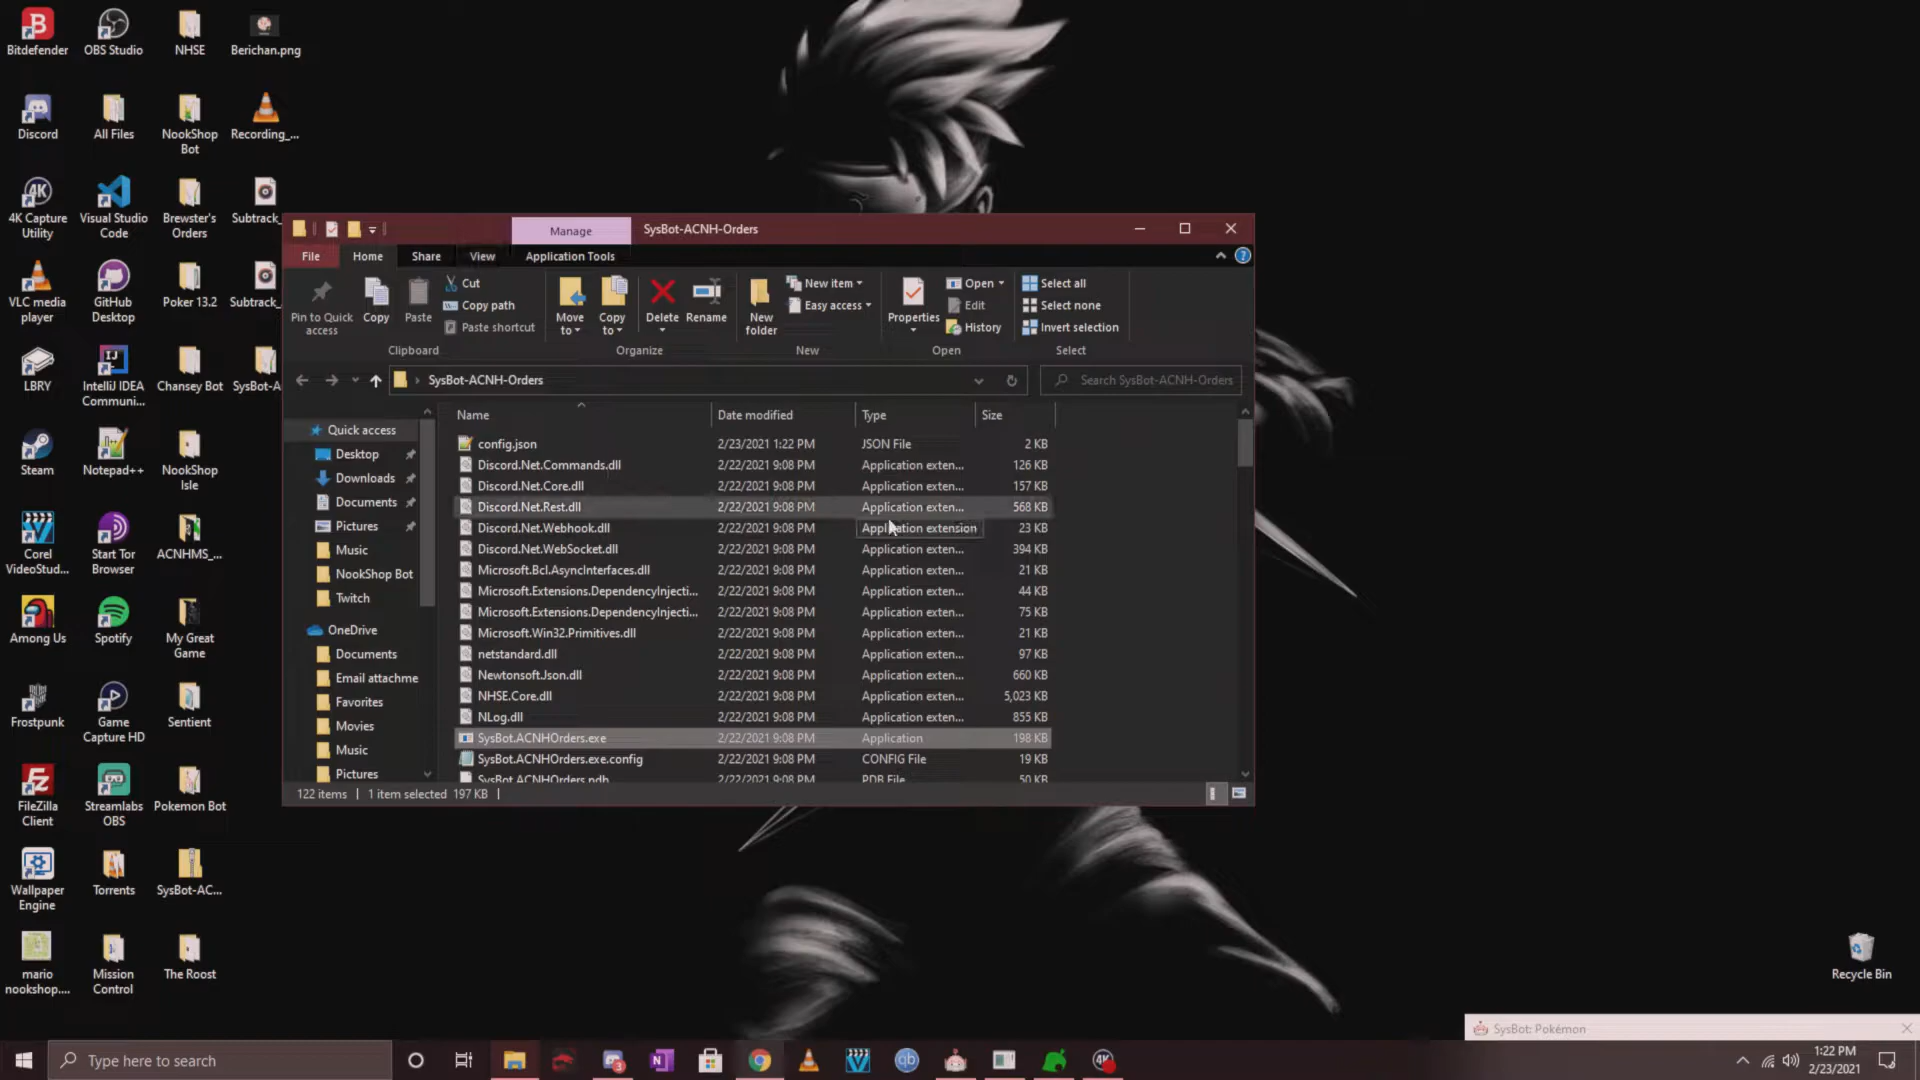 Bitdefender
OBS Studio
NHSE
Berichan.png
Discord
All Files
NookShop
Bot
Recording_...
4K Capture
Utility
Visual Studio
Code
Brewster's
Orders
Subtrack_
VLC media
player
GitHub
Desktop
Poker 13.2
Subtrack_
LBRY
IntelliJ IDEA
Communi...
Chansey Bot
SysBot-A
Steam
Notepad++
NookShop
Isle
Corel
VideoStud...
Start Tor
Browser
ACNHMS_...
Among Us
Spotify
My Great
Game
Frostpunk
Game
Capture HD
Sentient
FileZilla
Client
Streamlabs
OBS
Pokemon Bot
Wallpaper
Engine
Torrents
SysBot-AC...
mario
nookshop....
Mission
Control
The Roost
Manage
SysBot-ACNH-Orders
File
Home
Share
View
Application Tools
Pin to Quick
access
Copy
Paste
Cut
Copy path
Paste shortcut
Clipboard
Move
to
Copy
to
Delete
Rename
Organize
New
folder
New item
Easy access
New
Properties
Open
Edit
History
Open
Select all
Select none
Invert selection
Select
SysBot-ACNH-Orders
Search SysBot-ACNH-Orders
Quick access
Desktop
Downloads
Documents
Pictures
Music
NookShop Bot
Twitch
OneDrive
Documents
Email attachme
Favorites
Movies
Music
Pictures
Name Date modified Type Size
config.json 2/23/2021 1:22 PM JSON File 2 KB
Discord.Net.Commands.dll 2/22/2021 9:08 PM Application exten... 126 KB
Discord.Net.Core.dll 2/22/2021 9:08 PM Application exten... 157 KB
Discord.Net.Rest.dll 2/22/2021 9:08 PM Application exten... 568 KB
Discord.Net.Webhook.dll 2/22/2021 9:08 PM Application extension 23 KB
Discord.Net.WebSocket.dll 2/22/2021 9:08 PM Application exten... 394 KB
Microsoft.Bcl.AsyncInterfaces.dll 2/22/2021 9:08 PM Application exten... 21 KB
Microsoft.Extensions.DependencyInjecti... 2/22/2021 9:08 PM Application exten... 44 KB
Microsoft.Extensions.DependencyInjecti... 2/22/2021 9:08 PM Application exten... 75 KB
Microsoft.Win32.Primitives.dll 2/22/2021 9:08 PM Application exten... 21 KB
netstandard.dll 2/22/2021 9:08 PM Application exten... 97 KB
Newtonsoft.Json.dll 2/22/2021 9:08 PM Application exten... 660 KB
NHSE.Core.dll 2/22/2021 9:08 PM Application exten... 5,023 KB
NLog.dll 2/22/2021 9:08 PM Application exten... 855 KB
SysBot.ACNHOrders.exe 2/22/2021 9:08 PM Application 198 KB
SysBot.ACNHOrders.exe.config 2/22/2021 9:08 PM CONFIG File 19 KB
SysBot.ACNHOrders.pdb 2/22/2021 9:08 PM PDB File 50 KB
122 items 1 item selected 197 KB
Recycle Bin
SysBot: Pokémon
Type here to search
1:22 PM
2/23/2021